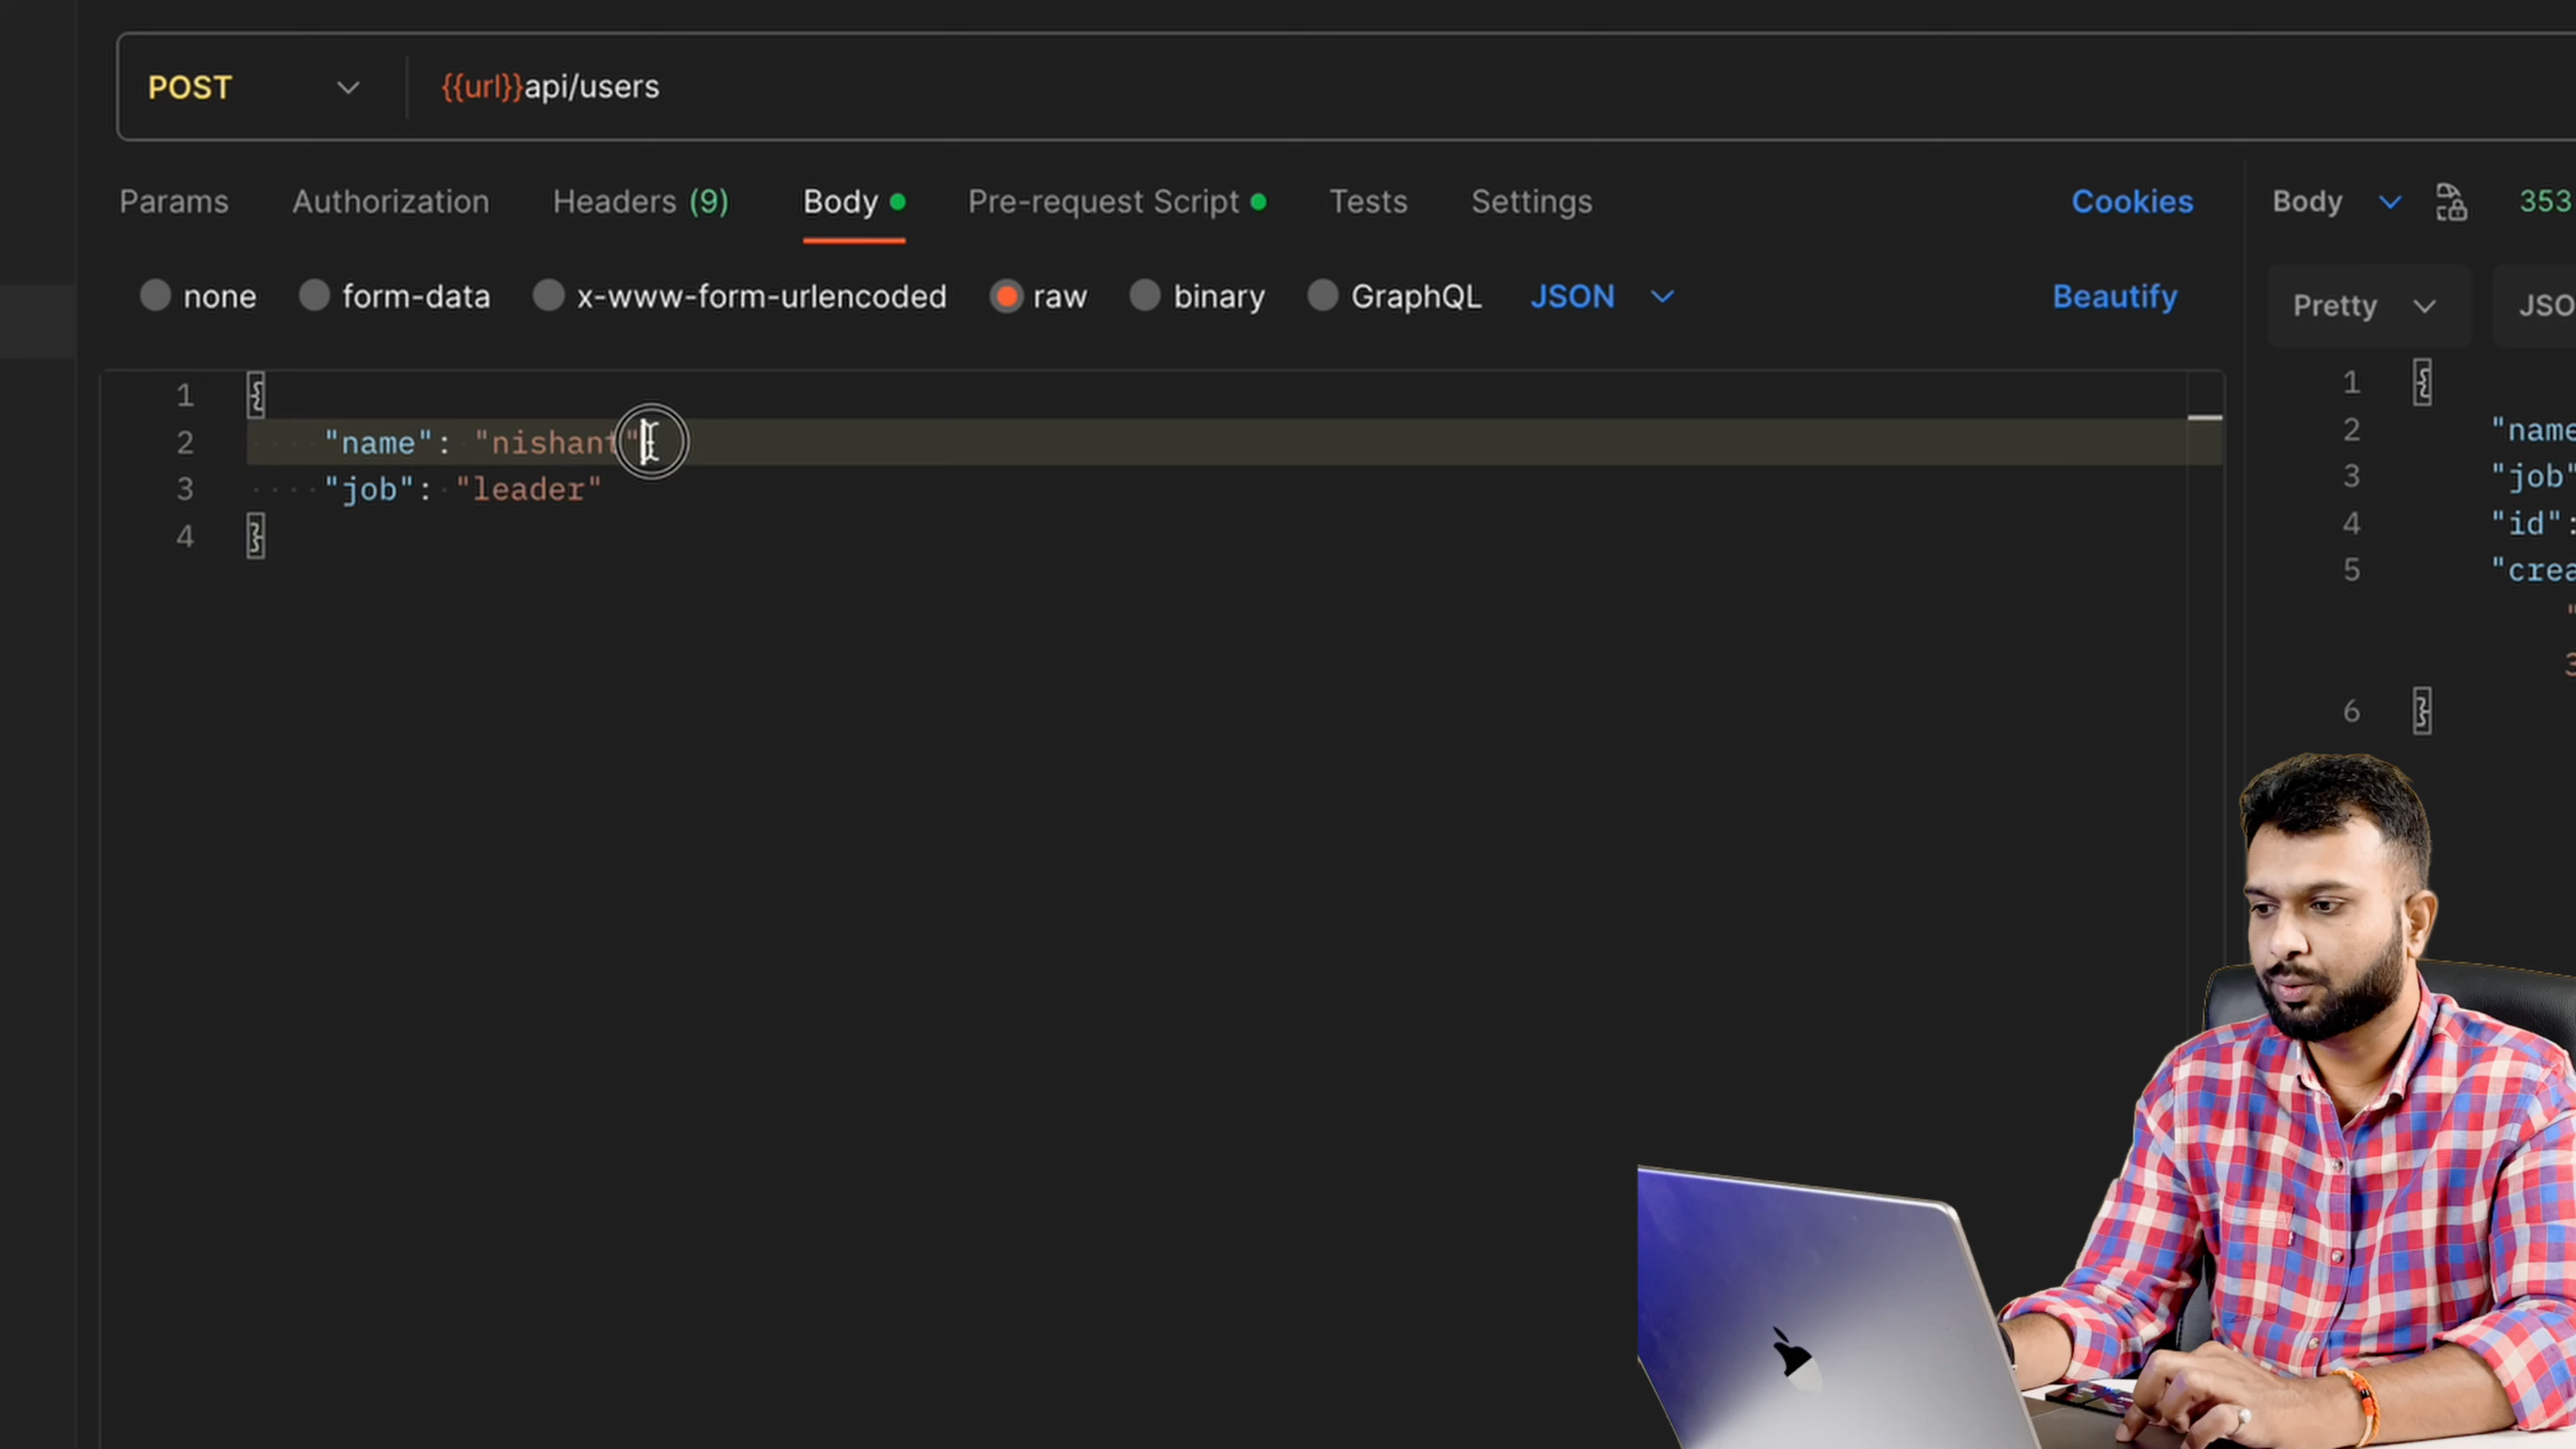 POST {{url}}api/users
Params Authorization Headers (9) Body Pre-request Script Tests Settings Cookies Body 353
none form-data x-www-form-urlencoded raw binary GraphQL JSON Beautify Pretty JSO
1 {
2 "name": "nishant"
3 "job": "leader"
4 }
1 {
2 "name
3 "job"
4 "id":
5 "crea
"
3
6 }